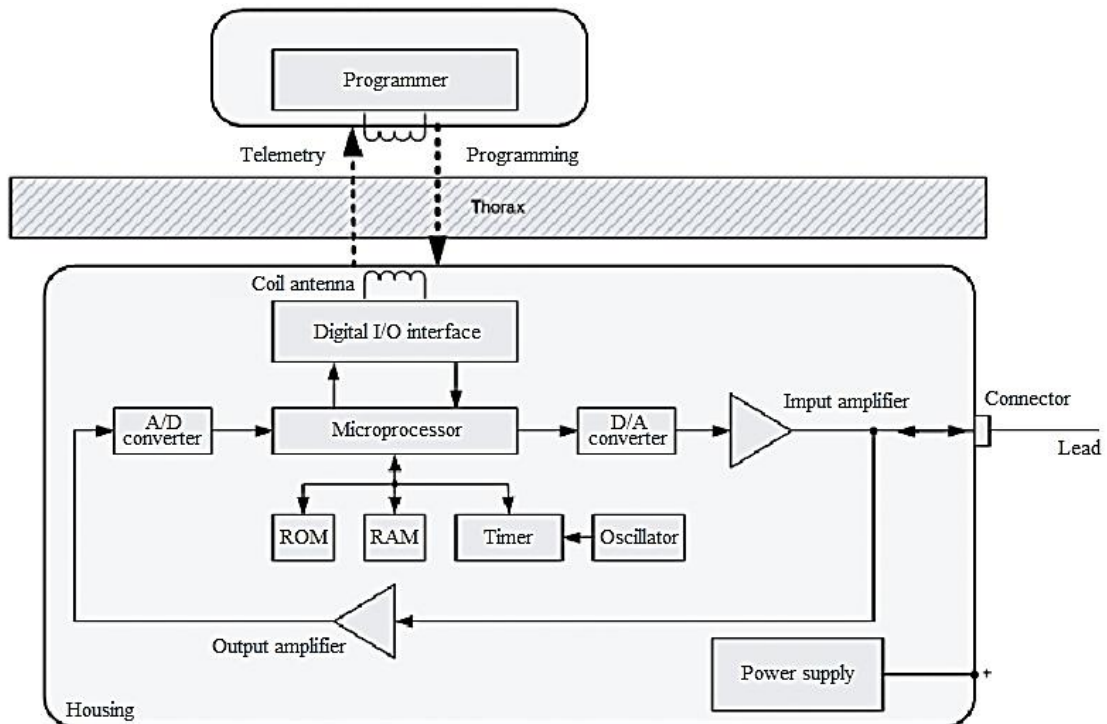 Programmer
Telemetry
Programming
Thorax
Coil antenna
Digital I/O interface
A/D
converter
Microprocessor
D/A
converter
Imput amplifier
Connector
Lead
ROM
RAM
Timer
Oscillator
Output amplifier
Power supply
+
Housing